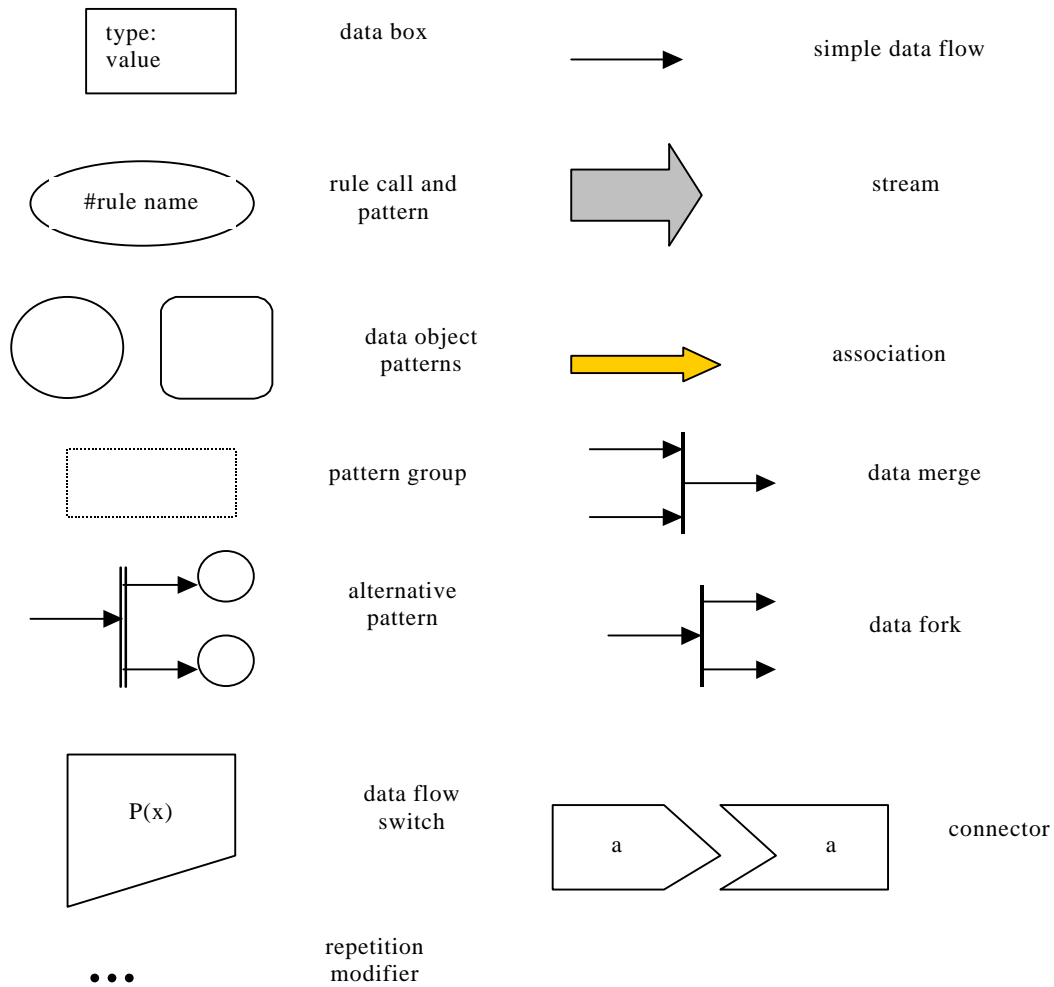 type:
value
data box
simple data flow
#rule name
rule call and
pattern
stream
data object
patterns
association
pattern group
data merge
alternative
pattern
data fork
P(x)
data flow
switch
a
a
connector
repetition
modifier